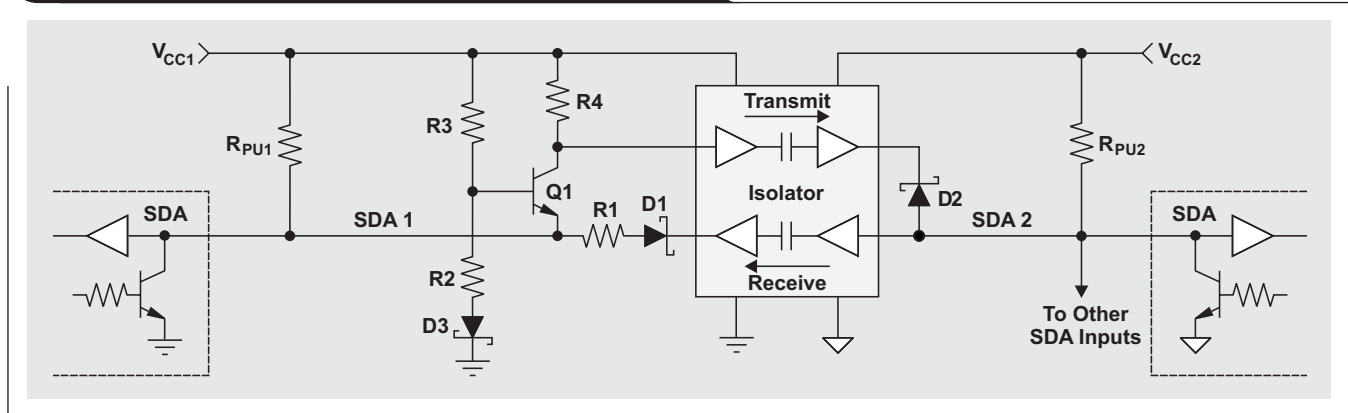 V_CC1
V_CC2
R_PU1
R3
R4
Transmit
R_PU2
Q1
Isolator
D2
SDA
SDA 1
R1
D1
SDA 2
SDA
R2
Receive
D3
To Other
SDA Inputs